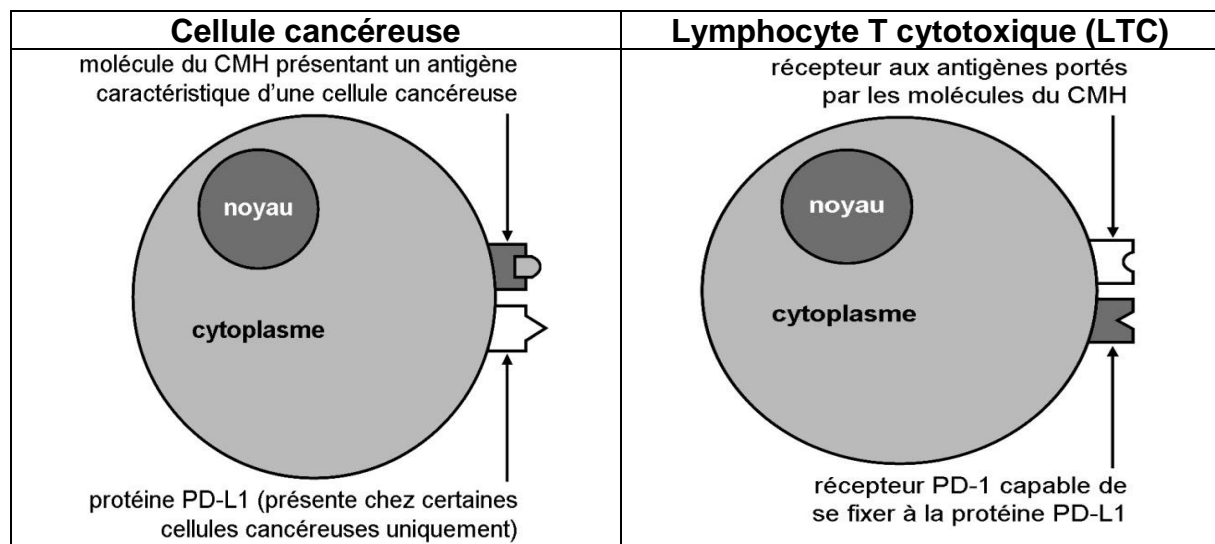 Cellule cancéreuse
molécule du CMH présentant un antigène
caractéristique d'une cellule cancéreuse
noyau
cytoplasme
protéine PD-L1 (présente chez certaines
cellules cancéreuses uniquement)
Lymphocyte T cytotoxique (LTC)
récepteur aux antigènes portés
par les molécules du CMH
noyau
cytoplasme
récepteur PD-1 capable de
se fixer à la protéine PD-L1